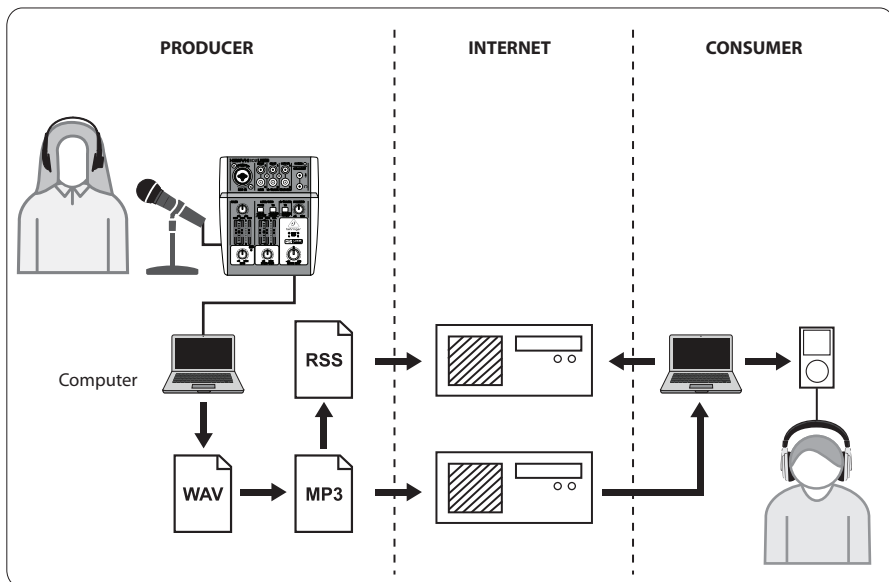 PRODUCER
INTERNET
CONSUMER
RSS
Computer
WAV
MP3